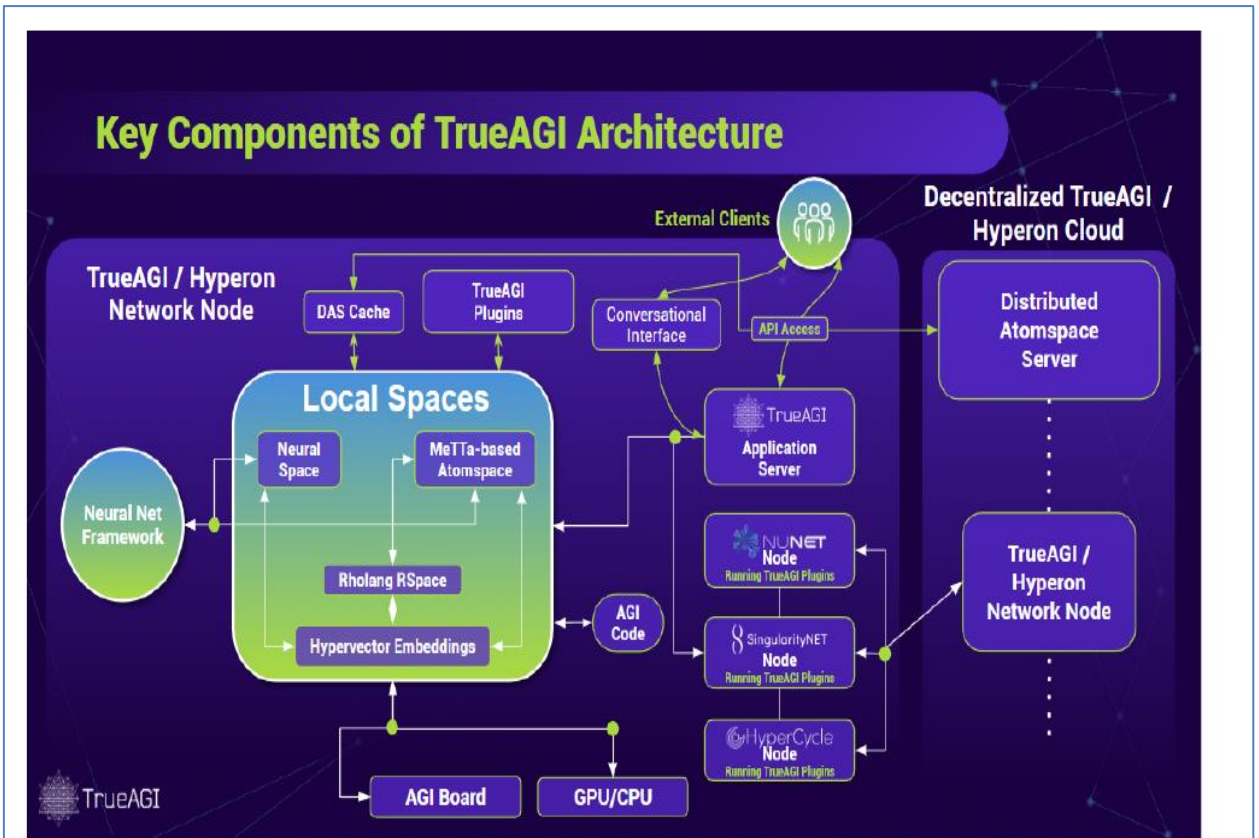 Key Components of TrueAGI Architecture
External Clients
Decentralized TrueAGI /
Hyperon Cloud
TrueAGI / Hyperon
Network Node
DAS Cache
TrueAGI
Plugins
Conversational
Interface
API Access
Distributed
Atomspace
Server
Local Spaces
Neural
Space
MeTTa-based
Atomspace
TrueAGI
Application
Server
Neural Net
Framework
Rholang RSpace
Hypervector Embeddings
AGI
Code
NUNET
Node
Running TrueAGI Plugins
SingularityNET
Node
Running TrueAGI Plugins
HyperCycle
Node
Running TrueAGI Plugins
TrueAGI /
Hyperon
Network Node
AGI Board
GPU/CPU
TrueAGI